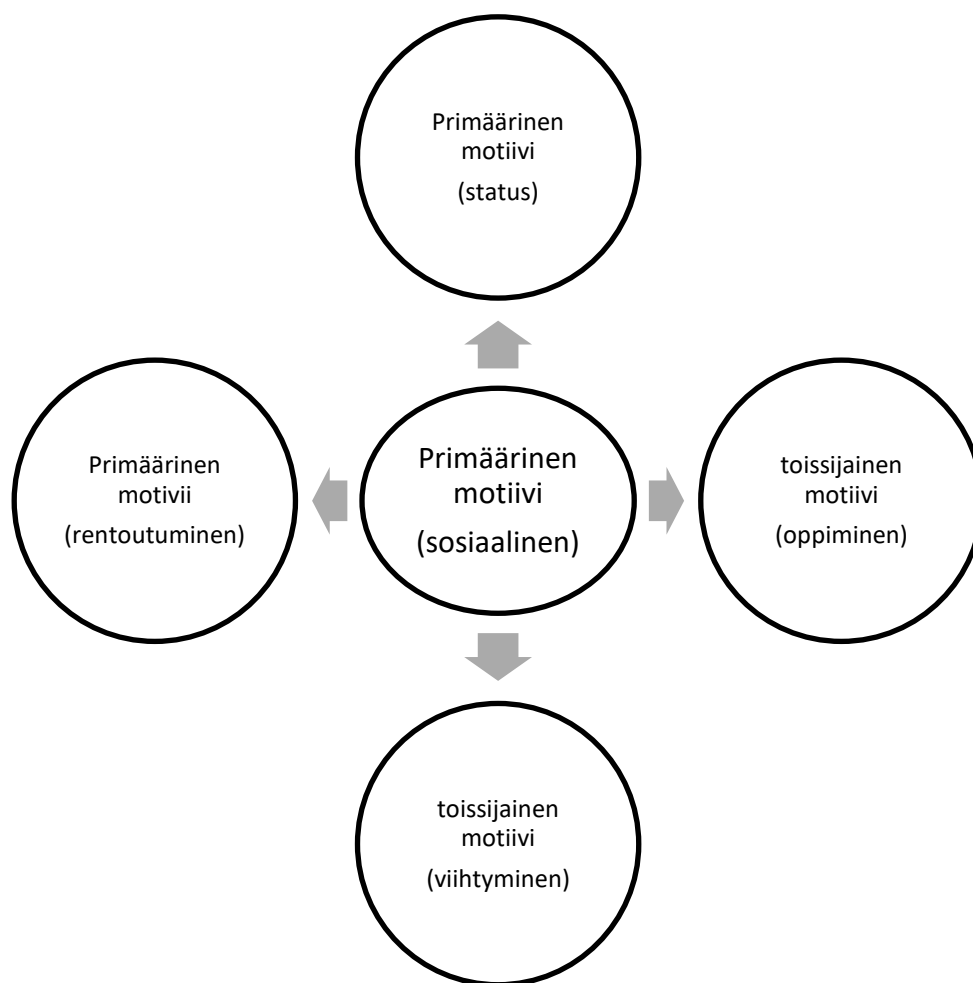 Primäärinen
motiivi
(status)
Primäärinen
motivii
(rentoutuminen)
Primäärinen
motiivi
(sosiaalinen)
toissijainen
motiivi
(oppiminen)
toissijainen
motiivi
(viihtyminen)